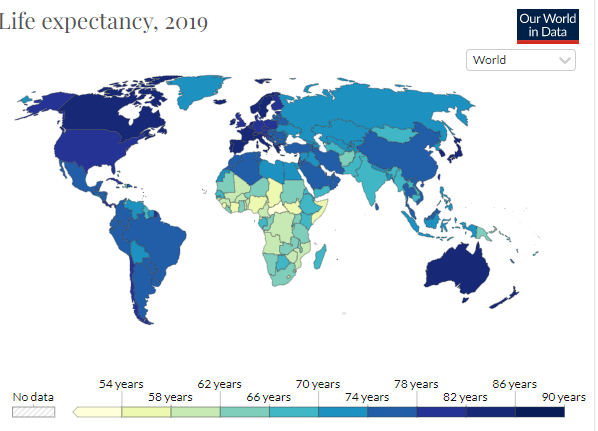 Life expectancy, 2019
Our World
in Data
World
54 years 62 years 70 years 78 years 86 years
No data 58 years 66 years 74 years 82 years 90 years